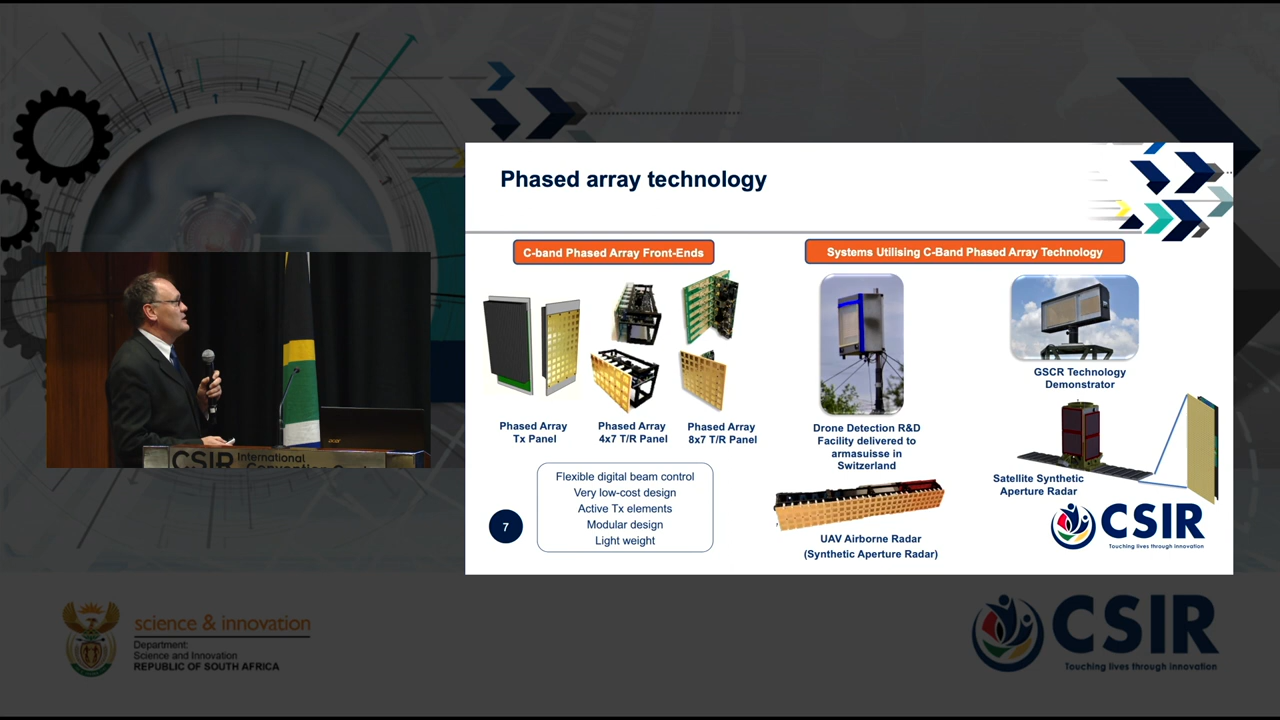 Phased array technology
C-band Phased Array Front-Ends
Systems Utilising C-Band Phased Array Technology
Phased Array
Tx Panel
Phased Array
4x7 T/R Panel
Phased Array
8x7 T/R Panel
Flexible digital beam control
Very low-cost design
Active Tx elements
Modular design
Light weight
7
Drone Detection R&D
Facility delivered to
armasuisse in
Switzerland
GSCR Technology
Demonstrator
Satellite Synthetic
Aperture Radar
UAV Airborne Radar
(Synthetic Aperture Radar)
CSIR
Touching lives through innovation
acer
CSIR International
Convention
science & innovation
Department:
Science and Innovation
REPUBLIC OF SOUTH AFRICA
CSIR
Touching lives through innovation